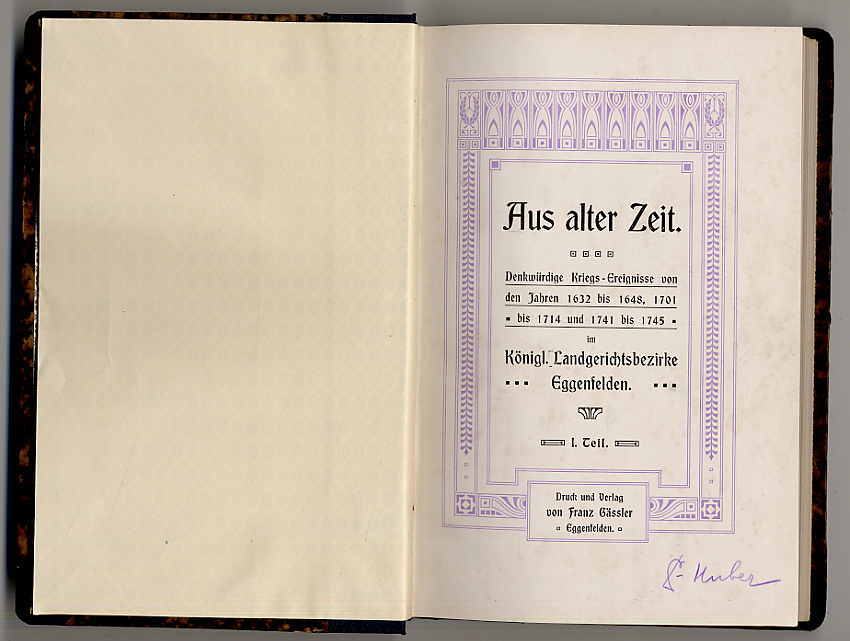 Aus alter Zeit.
Denkwürdige Kriegs-Ereignisse von
den Jahren 1632 bis 1648, 1701
bis 1714 und 1741 bis 1745
im
Königl. Landgerichtsbezirke
Eggenfelden.
I. Teil.
Druck und Verlag
von Franz Gässler
Eggenfelden.
Huber